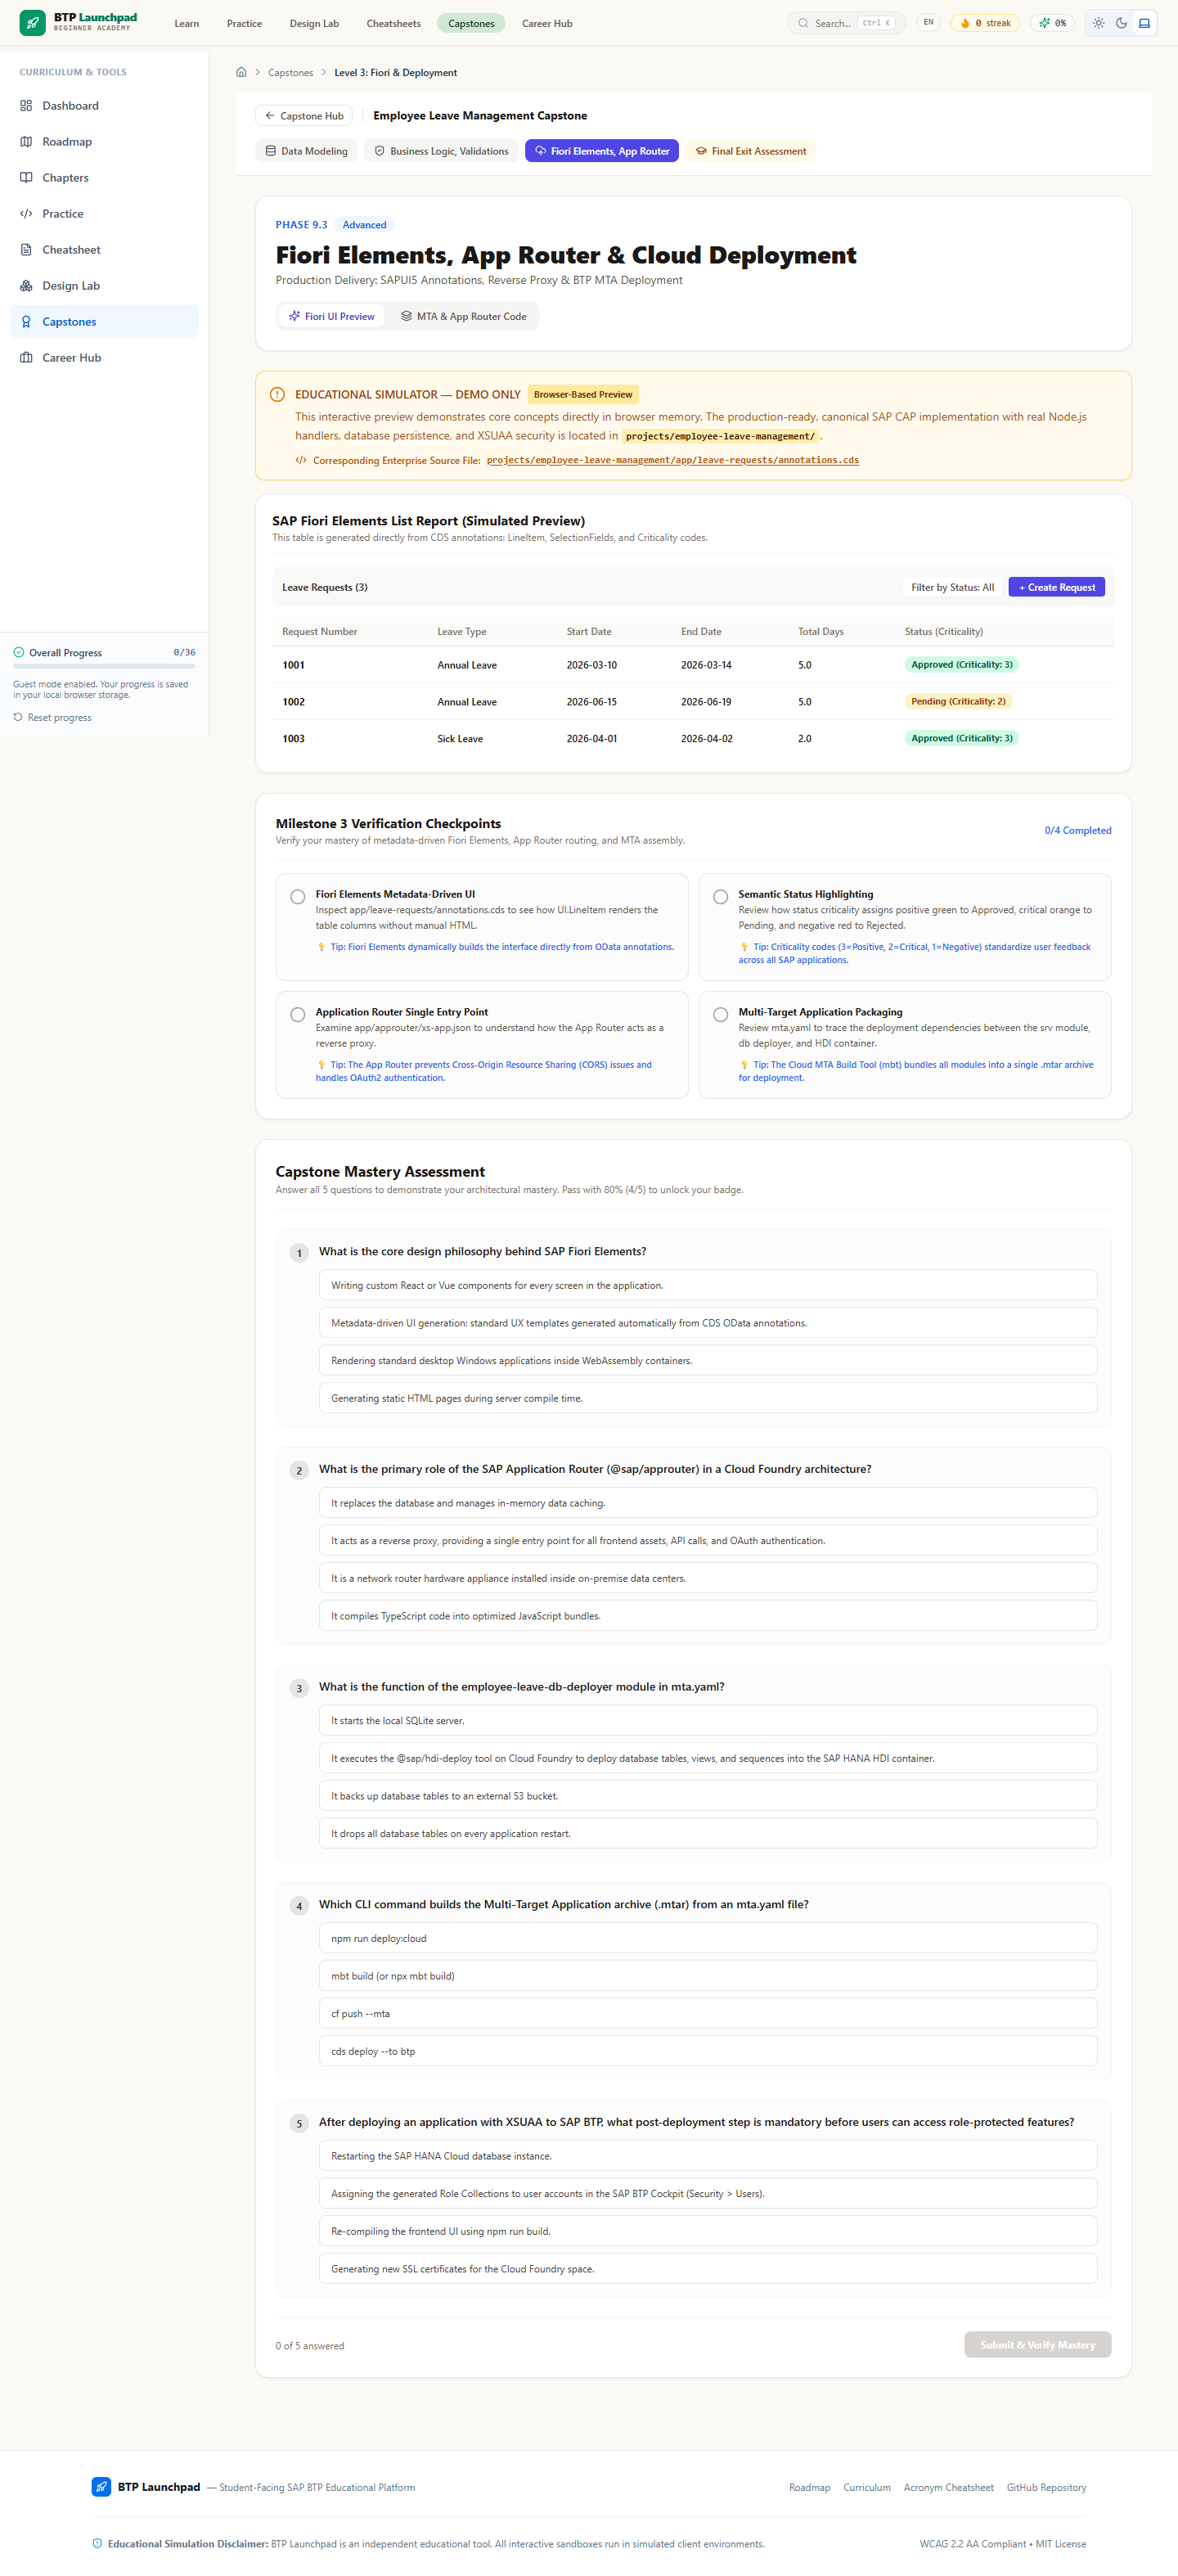 BTP Launchpad
BEGINNER ACADEMY
Learn
Practice
Design Lab
Cheatsheets
Capstones
Career Hub
Search...
Ctrl K
EN
0 streak
0%
CURRICULUM & TOOLS
Dashboard
Roadmap
Chapters
Practice
Cheatsheet
Design Lab
Capstones
Career Hub
Overall Progress
0/36
Guest mode enabled. Your progress is saved
in your local browser storage.
Reset progress
Capstones
Level 3: Fiori & Deployment
Capstone Hub
Employee Leave Management Capstone
Data Modeling
Business Logic, Validations
Fiori Elements, App Router
Final Exit Assessment
PHASE 9.3
Advanced
Fiori Elements, App Router & Cloud Deployment
Production Delivery: SAPUI5 Annotations, Reverse Proxy & BTP MTA Deployment
Fiori UI Preview
MTA & App Router Code
EDUCATIONAL SIMULATOR — DEMO ONLY
Browser-Based Preview
This interactive preview demonstrates core concepts directly in browser memory. The production-ready, canonical SAP CAP implementation with real Node.js
handlers, database persistence, and XSUAA security is located in projects/employee-leave-management/ .
Corresponding Enterprise Source File: projects/employee-leave-management/app/leave-requests/annotations.cds
SAP Fiori Elements List Report (Simulated Preview)
This table is generated directly from CDS annotations: LineItem, SelectionFields, and Criticality codes.
Leave Requests (3)
Filter by Status: All
+ Create Request
Request Number Leave Type Start Date End Date Total Days Status (Criticality)
1001 Annual Leave 2026-03-10 2026-03-14 5.0 Approved (Criticality: 3)
1002 Annual Leave 2026-06-15 2026-06-19 5.0 Pending (Criticality: 2)
1003 Sick Leave 2026-04-01 2026-04-02 2.0 Approved (Criticality: 3)
Milestone 3 Verification Checkpoints
Verify your mastery of metadata-driven Fiori Elements, App Router routing, and MTA assembly.
0/4 Completed
Fiori Elements Metadata-Driven UI
Inspect app/leave-requests/annotations.cds to see how UI.LineItem renders the
table columns without manual HTML.
Tip: Fiori Elements dynamically builds the interface directly from OData annotations.
Semantic Status Highlighting
Review how status criticality assigns positive green to Approved, critical orange to
Pending, and negative red to Rejected.
Tip: Criticality codes (3=Positive, 2=Critical, 1=Negative) standardize user feedback
across all SAP applications.
Application Router Single Entry Point
Examine app/approuter/xs-app.json to understand how the App Router acts as a
reverse proxy.
Tip: The App Router prevents Cross-Origin Resource Sharing (CORS) issues and
handles OAuth2 authentication.
Multi-Target Application Packaging
Review mta.yaml to trace the deployment dependencies between the srv module,
db deployer, and HDI container.
Tip: The Cloud MTA Build Tool (mbt) bundles all modules into a single .mtar archive
for deployment.
Capstone Mastery Assessment
Answer all 5 questions to demonstrate your architectural mastery. Pass with 80% (4/5) to unlock your badge.
1 What is the core design philosophy behind SAP Fiori Elements?
Writing custom React or Vue components for every screen in the application.
Metadata-driven UI generation: standard UX templates generated automatically from CDS OData annotations.
Rendering standard desktop Windows applications inside WebAssembly containers.
Generating static HTML pages during server compile time.
2 What is the primary role of the SAP Application Router (@sap/approuter) in a Cloud Foundry architecture?
It replaces the database and manages in-memory data caching.
It acts as a reverse proxy, providing a single entry point for all frontend assets, API calls, and OAuth authentication.
It is a network router hardware appliance installed inside on-premise data centers.
It compiles TypeScript code into optimized JavaScript bundles.
3 What is the function of the employee-leave-db-deployer module in mta.yaml?
It starts the local SQLite server.
It executes the @sap/hdi-deploy tool on Cloud Foundry to deploy database tables, views, and sequences into the SAP HANA HDI container.
It backs up database tables to an external S3 bucket.
It drops all database tables on every application restart.
4 Which CLI command builds the Multi-Target Application archive (.mtar) from an mta.yaml file?
npm run deploy:cloud
mbt build (or npx mbt build)
cf push --mta
cds deploy --to btp
5 After deploying an application with XSUAA to SAP BTP, what post-deployment step is mandatory before users can access role-protected features?
Restarting the SAP HANA Cloud database instance.
Assigning the generated Role Collections to user accounts in the SAP BTP Cockpit (Security > Users).
Re-compiling the frontend UI using npm run build.
Generating new SSL certificates for the Cloud Foundry space.
0 of 5 answered
Submit & Verify Mastery
BTP Launchpad — Student-Facing SAP BTP Educational Platform
Roadmap
Curriculum
Acronym Cheatsheet
GitHub Repository
Educational Simulation Disclaimer: BTP Launchpad is an independent educational tool. All interactive sandboxes run in simulated client environments.
WCAG 2.2 AA Compliant • MIT License